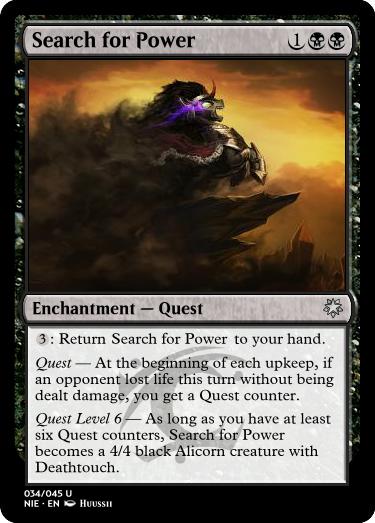 Search for Power 1
Enchantment — Quest
3: Return Search for Power to your hand.
Quest — At the beginning of each upkeep, if
an opponent lost life this turn without being
dealt damage, you get a Quest counter.
Quest Level 6 — As long as you have at least
six Quest counters, Search for Power
becomes a 4/4 black Alicorn creature with
Deathtouch.
034/045 U
NIE • EN Huussii